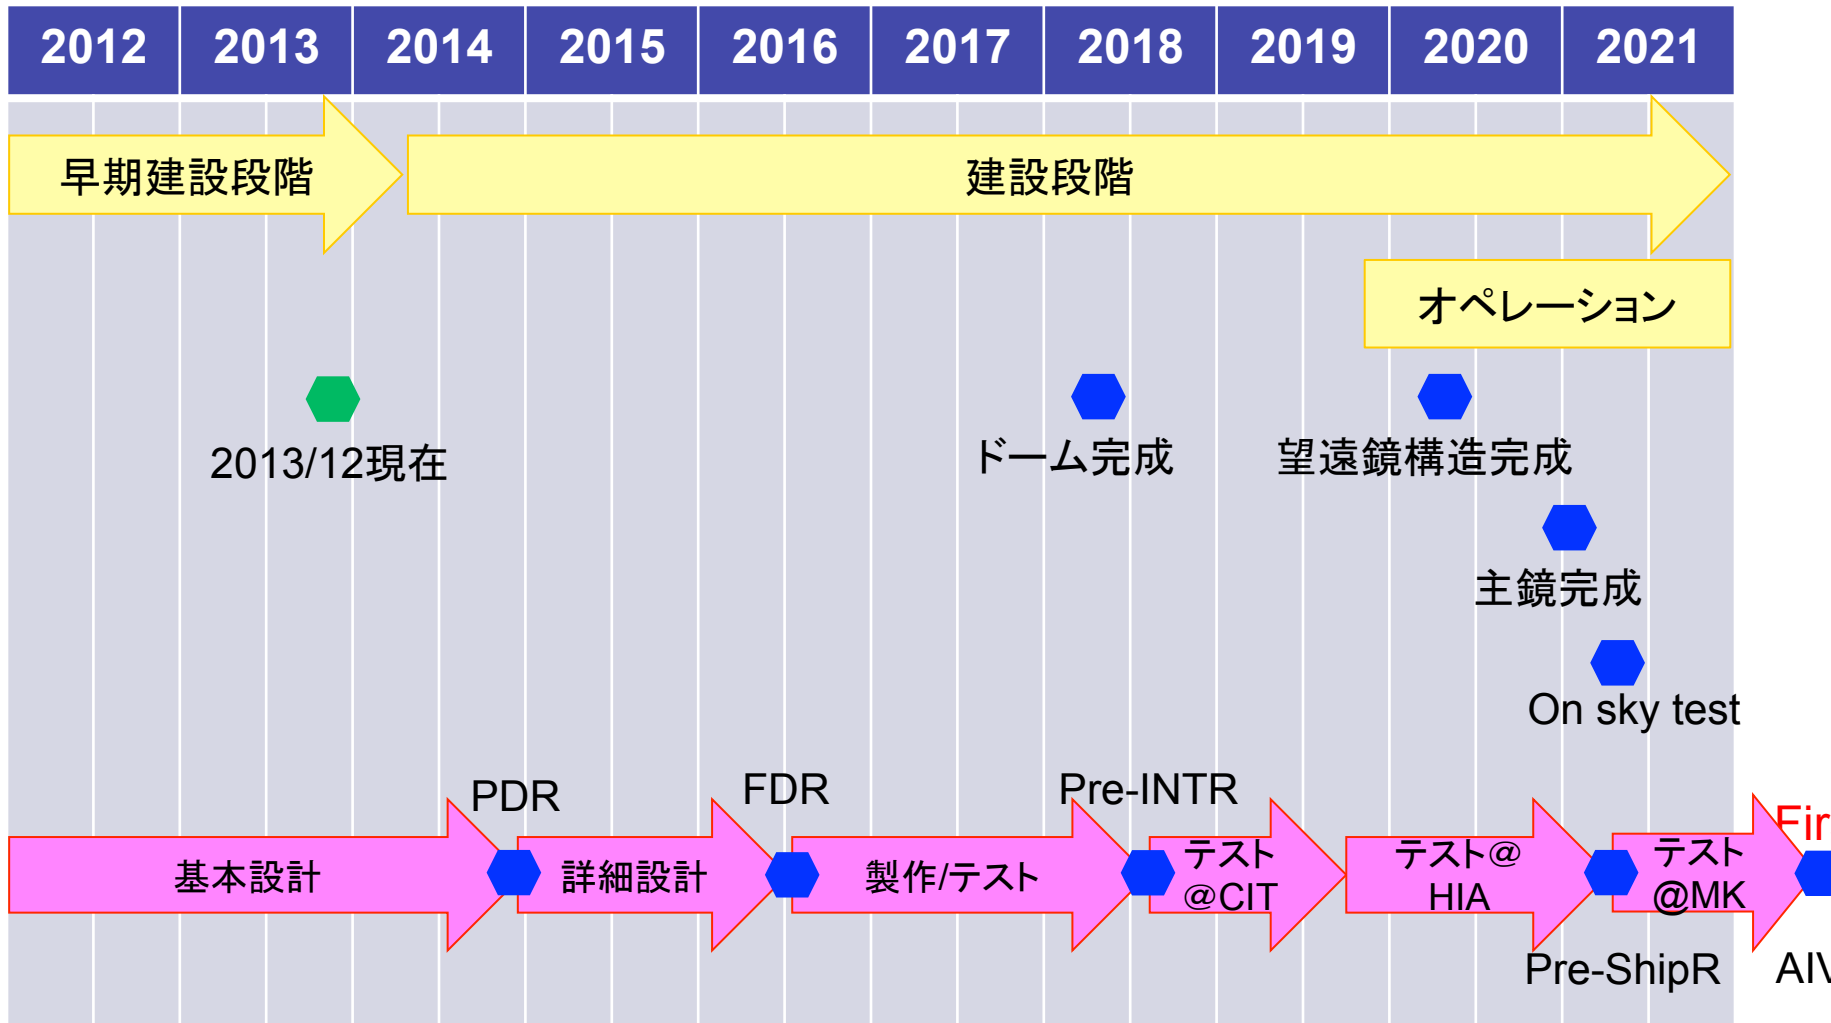 2012 2013 2014 2015 2016 2017 2018 2019 2020 2021
早期建設段階
建設段階
オペレーション
2013/12現在
ドーム完成
望遠鏡構造完成
主鏡完成
On sky test
PDR
FDR
Pre-INTR
基本設計
詳細設計
製作/テスト
テスト
@CIT
テスト@
HIA
テスト
@MK
Pre-ShipR